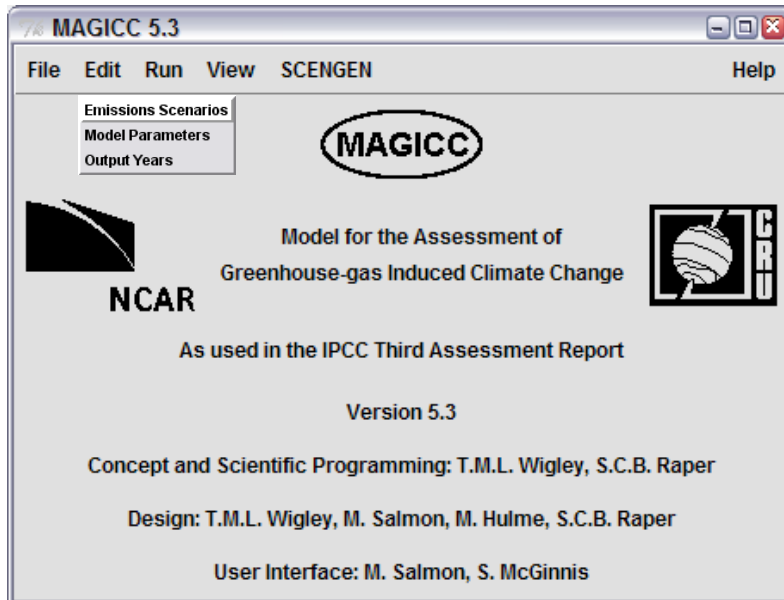 MAGICC 5.3
File Edit Run View SCENGEN Help
Emissions Scenarios
Model Parameters
Output Years
MAGICC
NCAR
CRU
Model for the Assessment of
Greenhouse-gas Induced Climate Change
As used in the IPCC Third Assessment Report
Version 5.3
Concept and Scientific Programming: T.M.L. Wigley, S.C.B. Raper
Design: T.M.L. Wigley, M. Salmon, M. Hulme, S.C.B. Raper
User Interface: M. Salmon, S. McGinnis